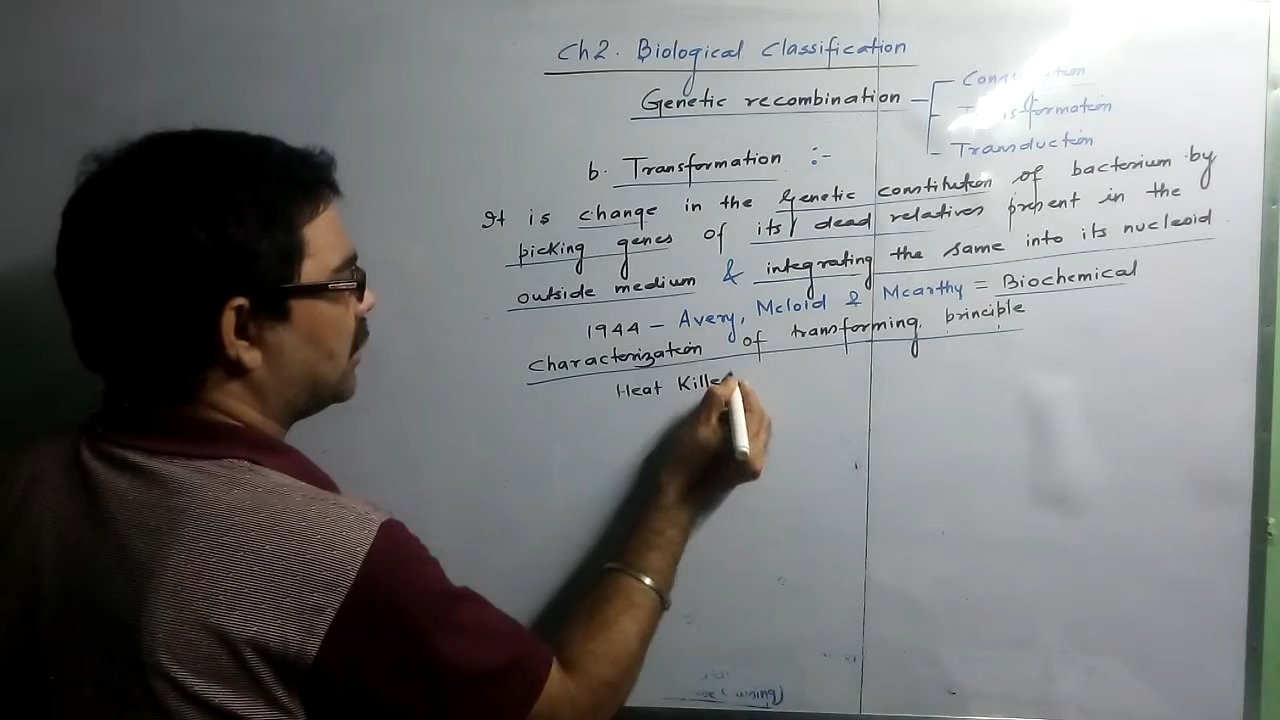 Ch2. Biological Classification
Genetic recombination
Transduction
b. Transformation :-
It is change in the genetic constitution of bacterium by
picking genes of its dead relatives present in the
outside medium & integrating the same into its nucleoid
1944 - Avery, Mcloid & Mcarthy = Biochemical
characterization of transforming principle
Heat Kille